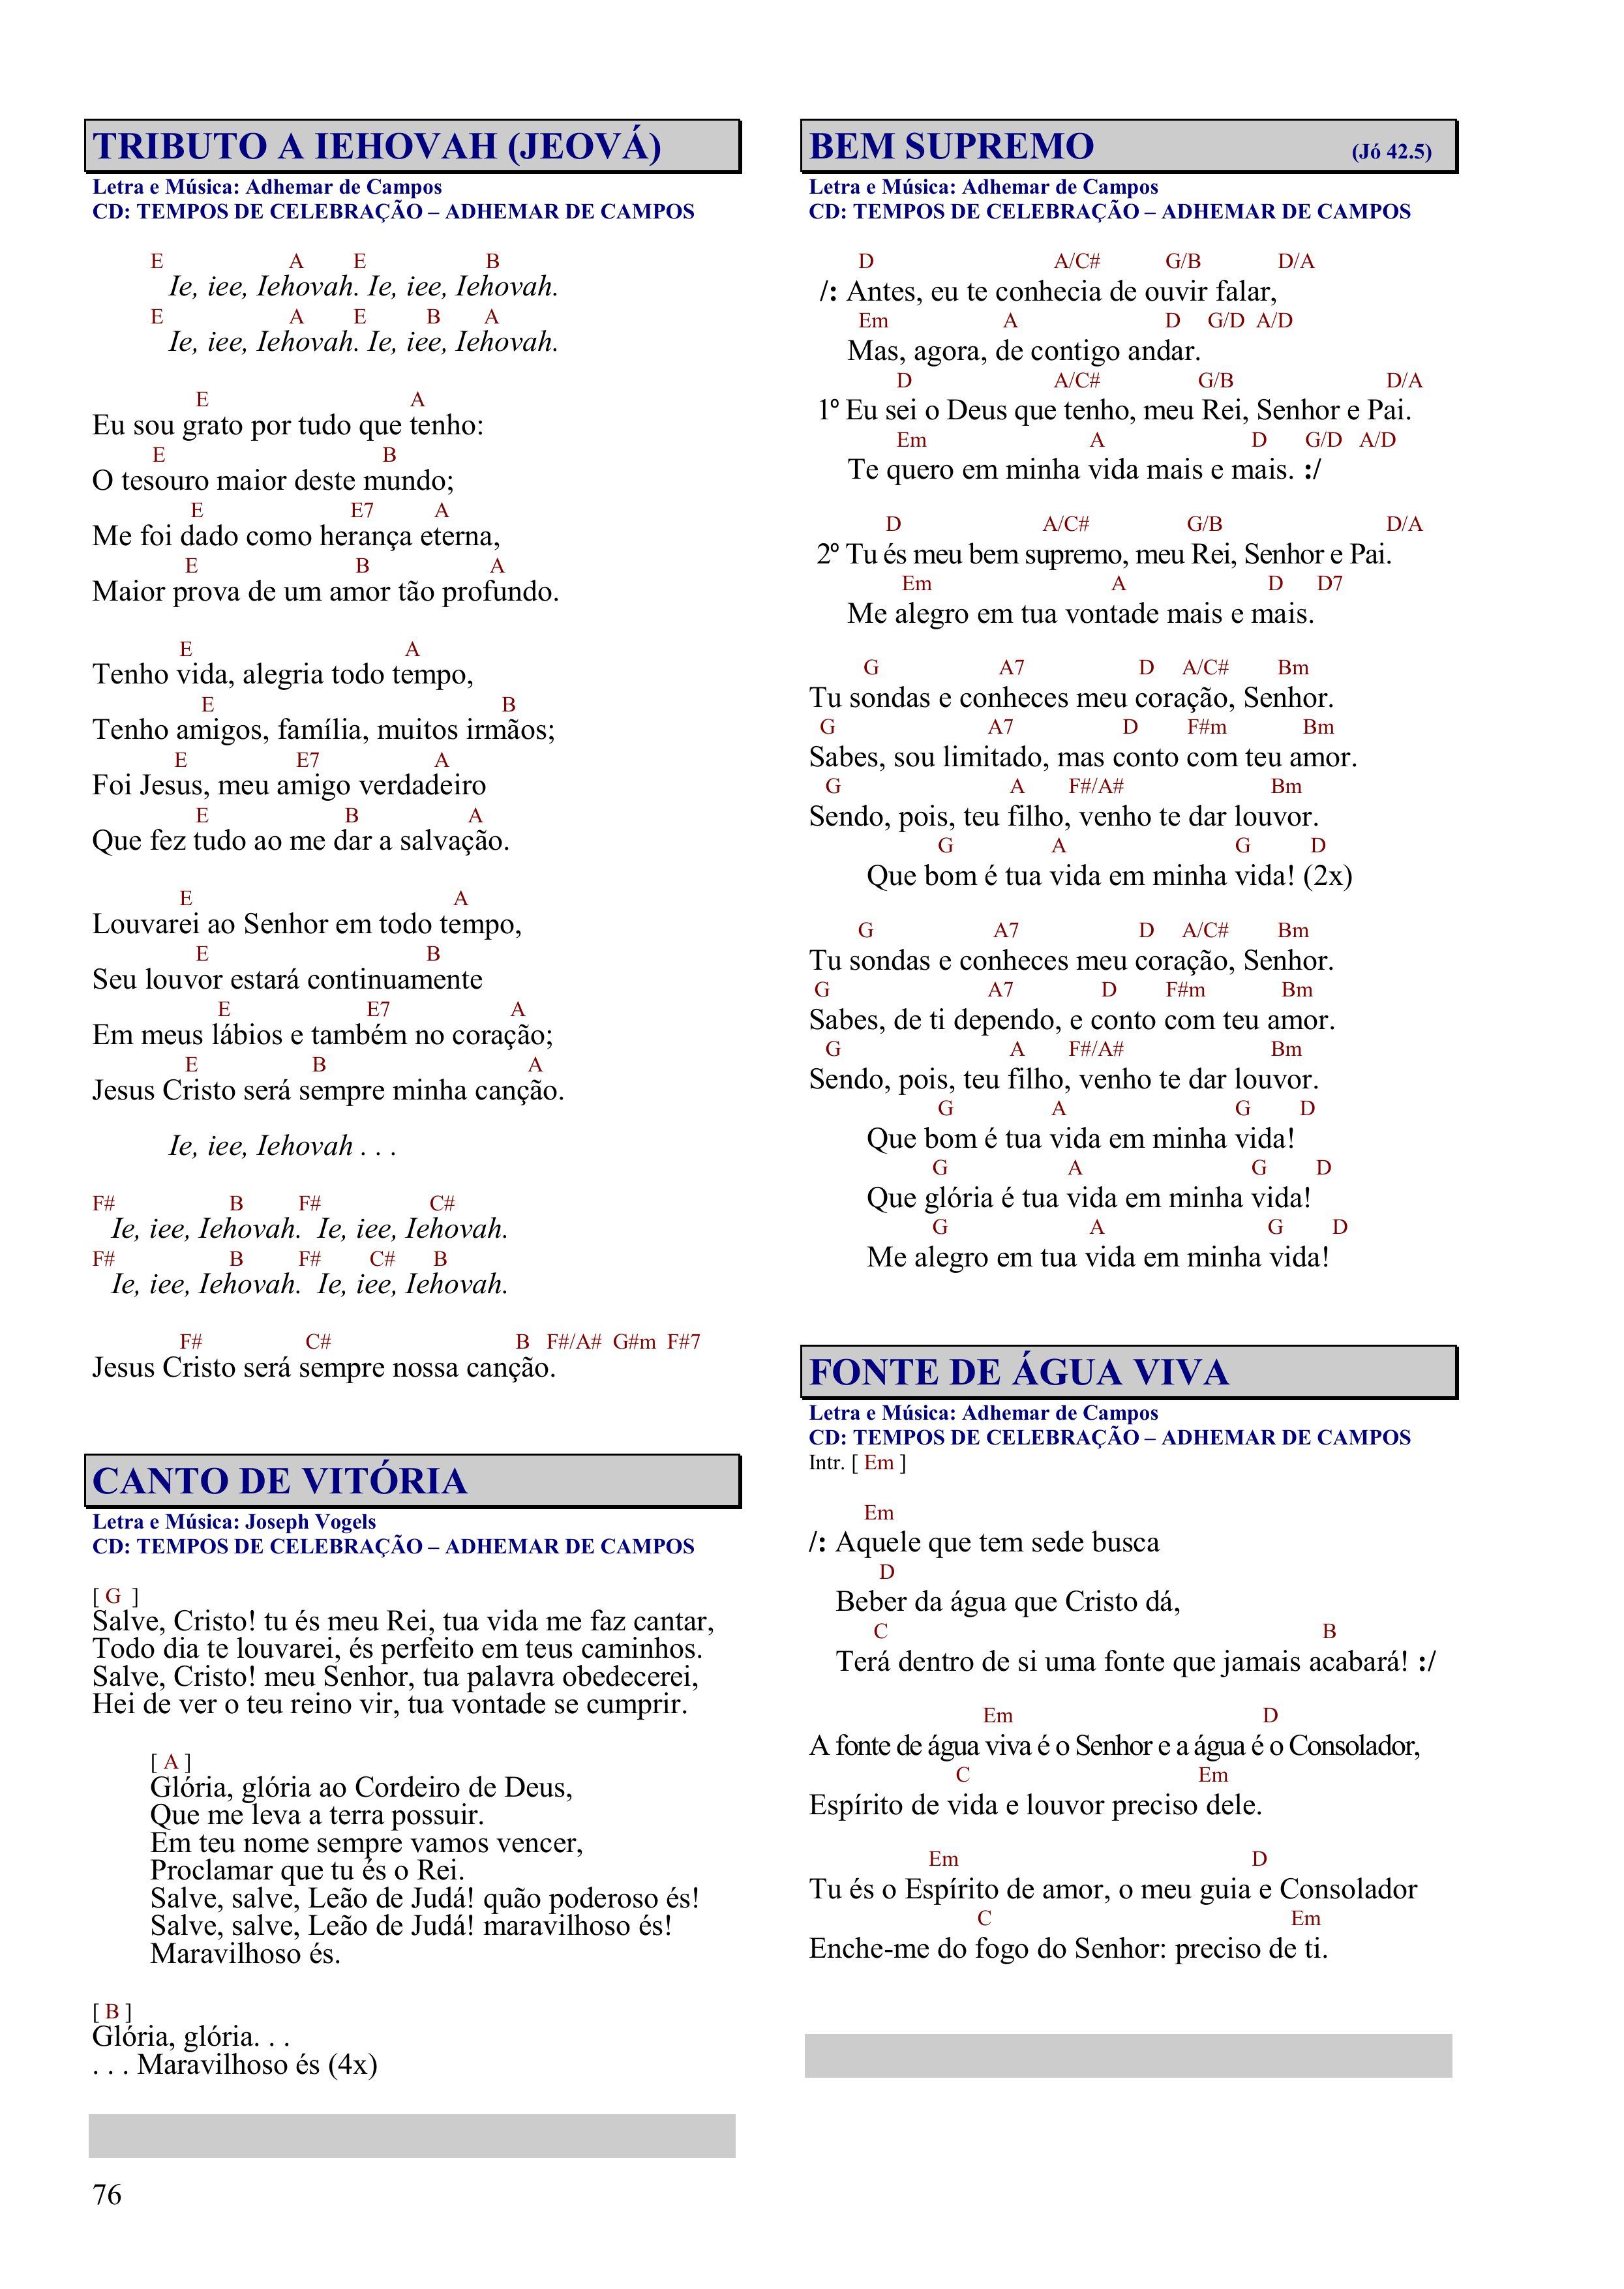 TRIBUTO A IEHOVAH (JEOVÁ)
Letra e Música: Adhemar de Campos
CD: TEMPOS DE CELEBRAÇÃO – ADHEMAR DE CAMPOS
E A E B
Ie, iee, Iehovah. Ie, iee, Iehovah.
E A E B A
Ie, iee, Iehovah. Ie, iee, Iehovah.
E A
Eu sou grato por tudo que tenho:
E B
O tesouro maior deste mundo;
E E7 A
Me foi dado como herança eterna,
E B A
Maior prova de um amor tão profundo.
E A
Tenho vida, alegria todo tempo,
E B
Tenho amigos, família, muitos irmãos;
E E7 A
Foi Jesus, meu amigo verdadeiro
E B A
Que fez tudo ao me dar a salvação.
E A
Louvarei ao Senhor em todo tempo,
E B
Seu louvor estará continuamente
E E7 A
Em meus lábios e também no coração;
E B A
Jesus Cristo será sempre minha canção.
Ie, iee, Iehovah . . .
F# B F# C#
Ie, iee, Iehovah. Ie, iee, Iehovah.
F# B F# C# B
Ie, iee, Iehovah. Ie, iee, Iehovah.
F# C# B F#/A# G#m F#7
Jesus Cristo será sempre nossa canção.
CANTO DE VITÓRIA
Letra e Música: Joseph Vogels
CD: TEMPOS DE CELEBRAÇÃO – ADHEMAR DE CAMPOS
[ G ]
Salve, Cristo! tu és meu Rei, tua vida me faz cantar,
Todo dia te louvarei, és perfeito em teus caminhos.
Salve, Cristo! meu Senhor, tua palavra obedecerei,
Hei de ver o teu reino vir, tua vontade se cumprir.
[ A ]
Glória, glória ao Cordeiro de Deus,
Que me leva a terra possuir.
Em teu nome sempre vamos vencer,
Proclamar que tu és o Rei.
Salve, salve, Leão de Judá! quão poderoso és!
Salve, salve, Leão de Judá! maravilhoso és!
Maravilhoso és.
[ B ]
Glória, glória. . .
. . . Maravilhoso és (4x)
76
BEM SUPREMO (Jó 42.5)
Letra e Música: Adhemar de Campos
CD: TEMPOS DE CELEBRAÇÃO – ADHEMAR DE CAMPOS
D A/C# G/B D/A
/: Antes, eu te conhecia de ouvir falar,
Em A D G/D A/D
Mas, agora, de contigo andar.
D A/C# G/B D/A
1º Eu sei o Deus que tenho, meu Rei, Senhor e Pai.
Em A D G/D A/D
Te quero em minha vida mais e mais. :/
D A/C# G/B D/A
2º Tu és meu bem supremo, meu Rei, Senhor e Pai.
Em A D D7
Me alegro em tua vontade mais e mais.
G A7 D A/C# Bm
Tu sondas e conheces meu coração, Senhor.
G A7 D F#m Bm
Sabes, sou limitado, mas conto com teu amor.
G A F#/A# Bm
Sendo, pois, teu filho, venho te dar louvor.
G A G D
Que bom é tua vida em minha vida! (2x)
G A7 D A/C# Bm
Tu sondas e conheces meu coração, Senhor.
G A7 D F#m Bm
Sabes, de ti dependo, e conto com teu amor.
G A F#/A# Bm
Sendo, pois, teu filho, venho te dar louvor.
G A G D
Que bom é tua vida em minha vida!
G A G D
Que glória é tua vida em minha vida!
G A G D
Me alegro em tua vida em minha vida!
FONTE DE ÁGUA VIVA
Letra e Música: Adhemar de Campos
CD: TEMPOS DE CELEBRAÇÃO – ADHEMAR DE CAMPOS
Intr. [ Em ]
Em
/: Aquele que tem sede busca
D
Beber da água que Cristo dá,
C B
Terá dentro de si uma fonte que jamais acabará! :/
Em D
A fonte de água viva é o Senhor e a água é o Consolador,
C Em
Espírito de vida e louvor preciso dele.
Em D
Tu és o Espírito de amor, o meu guia e Consolador
C Em
Enche-me do fogo do Senhor: preciso de ti.